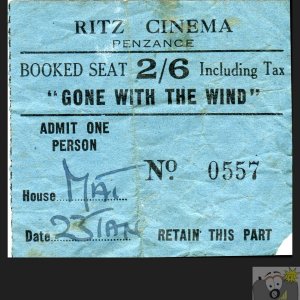 RITZ CINEMA
PENZANCE
BOOKED SEAT 2/6 Including Tax
"GONE WITH THE WIND"
ADMIT ONE
PERSON
No 0557
House MAT
Date 23 JAN
RETAIN THIS PART